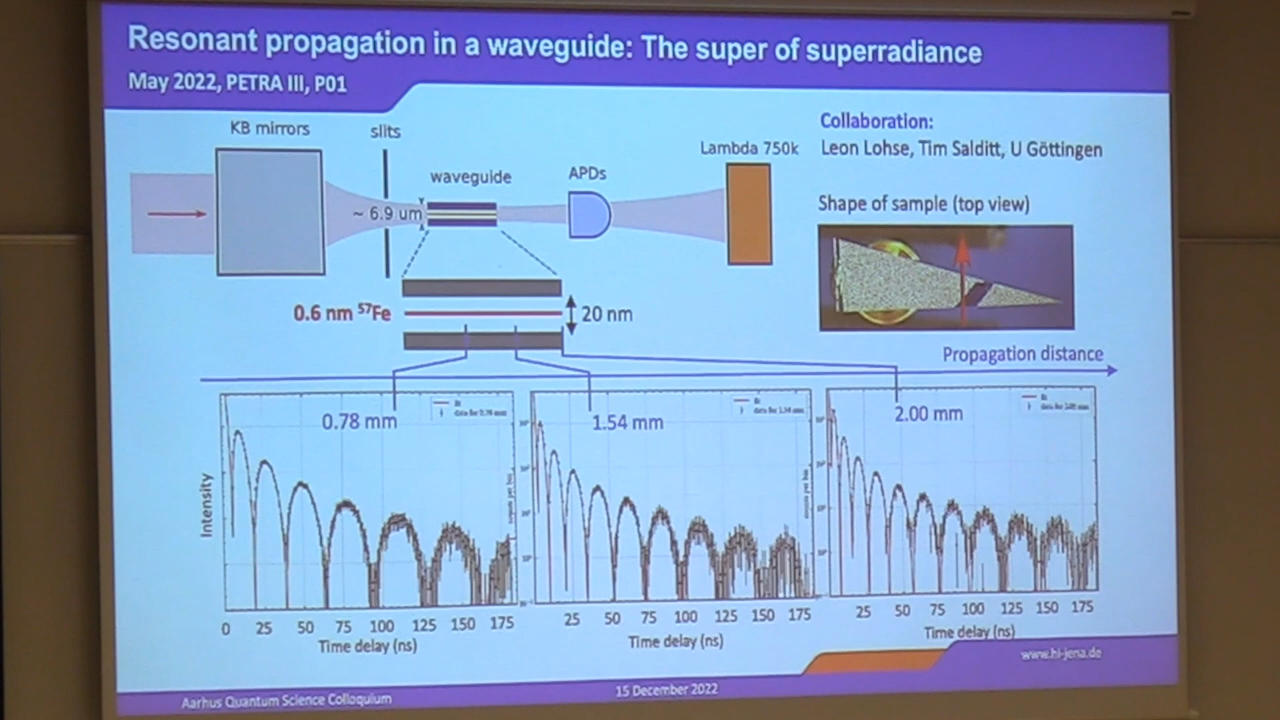 Resonant propagation in a waveguide: The super of superradiance
May 2022, PETRA III, P01
KB mirrors
slits
waveguide
APDs
Lambda 750k
~ 6.9 um
Collaboration:
Leon Lohse, Tim Salditt, U Göttingen
Shape of sample (top view)
0.6 nm ⁵⁷Fe
20 nm
Propagation distance
0.78 mm
1.54 mm
2.00 mm
Intensity
0 25 50 75 100 125 150 175
25 50 75 100 125 150 175
25 50 75 100 125 150 175
Time delay (ns)
Time delay (ns)
Time delay (ns)
www.hi-jena.de
Aarhus Quantum Science Colloquium
15 December 2022